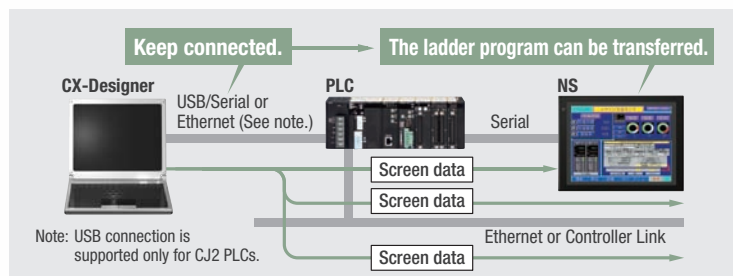 Keep connected.
The ladder program can be transferred.
CX-Designer
USB/Serial or
Ethernet (See note.)
PLC
Serial
NS
Screen data
Screen data
Ethernet or Controller Link
Screen data
Note: USB connection is
supported only for CJ2 PLCs.